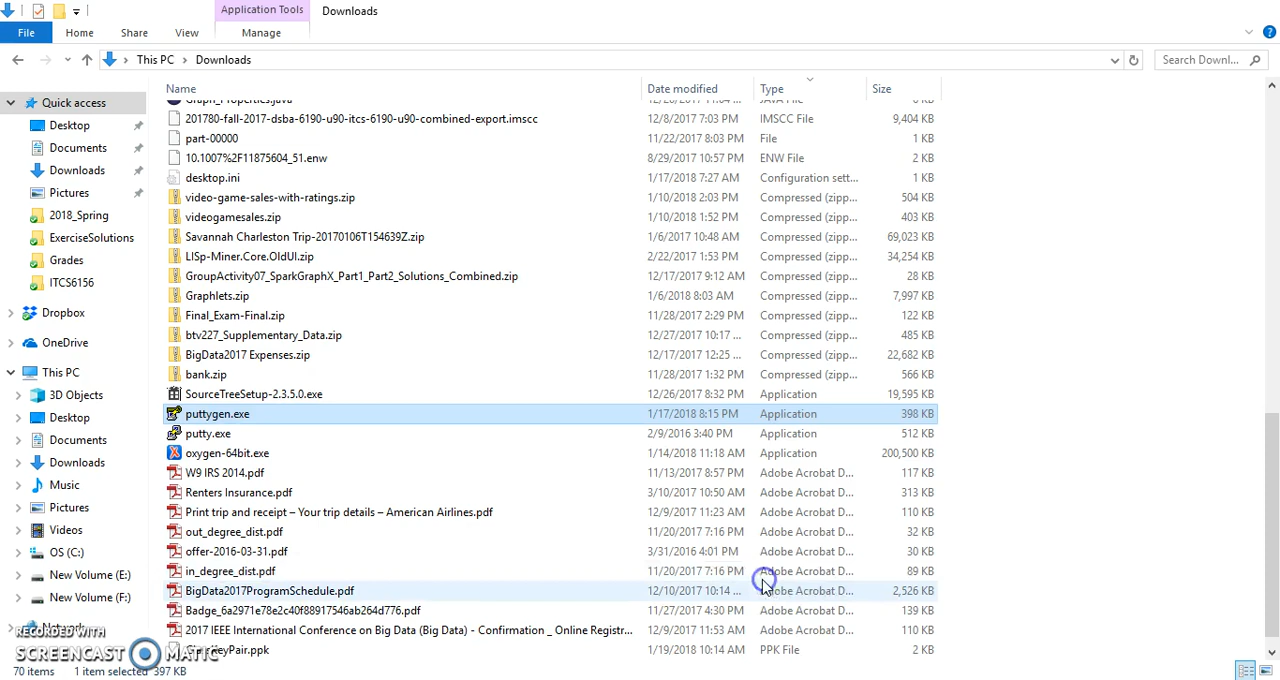 Application Tools Downloads
File Home Share View Manage
This PC Downloads Search Downl...
Name Date modified Type Size
Quick access
Desktop
Documents
Downloads
Pictures
2018_Spring
ExerciseSolutions
Grades
ITCS6156
Dropbox
OneDrive
This PC
3D Objects
Desktop
Documents
Downloads
Music
Pictures
Videos
OS (C:)
New Volume (E:)
New Volume (F:)
Graph_Properties.java JAVA File
201780-fall-2017-dsba-6190-u90-itcs-6190-u90-combined-export.imscc 12/8/2017 7:03 PM IMSCC File 9,404 KB
part-00000 11/22/2017 8:03 PM File 1 KB
10.1007%2F11875604_51.enw 8/29/2017 10:57 PM ENW File 2 KB
desktop.ini 1/17/2018 7:27 AM Configuration sett... 1 KB
video-game-sales-with-ratings.zip 1/10/2018 2:03 PM Compressed (zipp... 504 KB
videogamesales.zip 1/10/2018 1:52 PM Compressed (zipp... 403 KB
Savannah Charleston Trip-20170106T154639Z.zip 1/6/2017 10:48 AM Compressed (zipp... 69,023 KB
LISp-Miner.Core.OldUI.zip 2/22/2017 1:53 PM Compressed (zipp... 34,254 KB
GroupActivity07_SparkGraphX_Part1_Part2_Solutions_Combined.zip 12/17/2017 9:12 AM Compressed (zipp... 28 KB
Graphlets.zip 1/6/2018 8:03 AM Compressed (zipp... 7,997 KB
Final_Exam-Final.zip 11/28/2017 2:29 PM Compressed (zipp... 122 KB
btv227_Supplementary_Data.zip 12/27/2017 10:17 ... Compressed (zipp... 485 KB
BigData2017 Expenses.zip 12/17/2017 12:25 ... Compressed (zipp... 22,682 KB
bank.zip 11/28/2017 1:32 PM Compressed (zipp... 566 KB
SourceTreeSetup-2.3.5.0.exe 12/26/2017 8:32 PM Application 19,595 KB
puttygen.exe 1/17/2018 8:15 PM Application 398 KB
putty.exe 2/9/2016 3:40 PM Application 512 KB
oxygen-64bit.exe 1/14/2018 11:18 AM Application 200,500 KB
W9 IRS 2014.pdf 11/13/2017 8:57 PM Adobe Acrobat D... 117 KB
Renters Insurance.pdf 3/10/2017 10:50 AM Adobe Acrobat D... 313 KB
Print trip and receipt – Your trip details – American Airlines.pdf 12/9/2017 11:23 AM Adobe Acrobat D... 110 KB
out_degree_dist.pdf 11/20/2017 7:16 PM Adobe Acrobat D... 32 KB
offer-2016-03-31.pdf 3/31/2016 4:01 PM Adobe Acrobat D... 30 KB
in_degree_dist.pdf 11/20/2017 7:16 PM Adobe Acrobat D... 89 KB
BigData2017ProgramSchedule.pdf 12/10/2017 10:14 ... Adobe Acrobat D... 2,526 KB
Badge_6a2971e78e2c40f88917546ab264d776.pdf 11/27/2017 4:30 PM Adobe Acrobat D... 139 KB
2017 IEEE International Conference on Big Data (Big Data) - Confirmation _ Online Registr... 12/9/2017 11:53 AM Adobe Acrobat D... 110 KB
1/19/2018 10:14 AM PPK File 2 KB
RECORDED WITH
SCREENCAST MATIC
70 items 1 item selected 397 KB